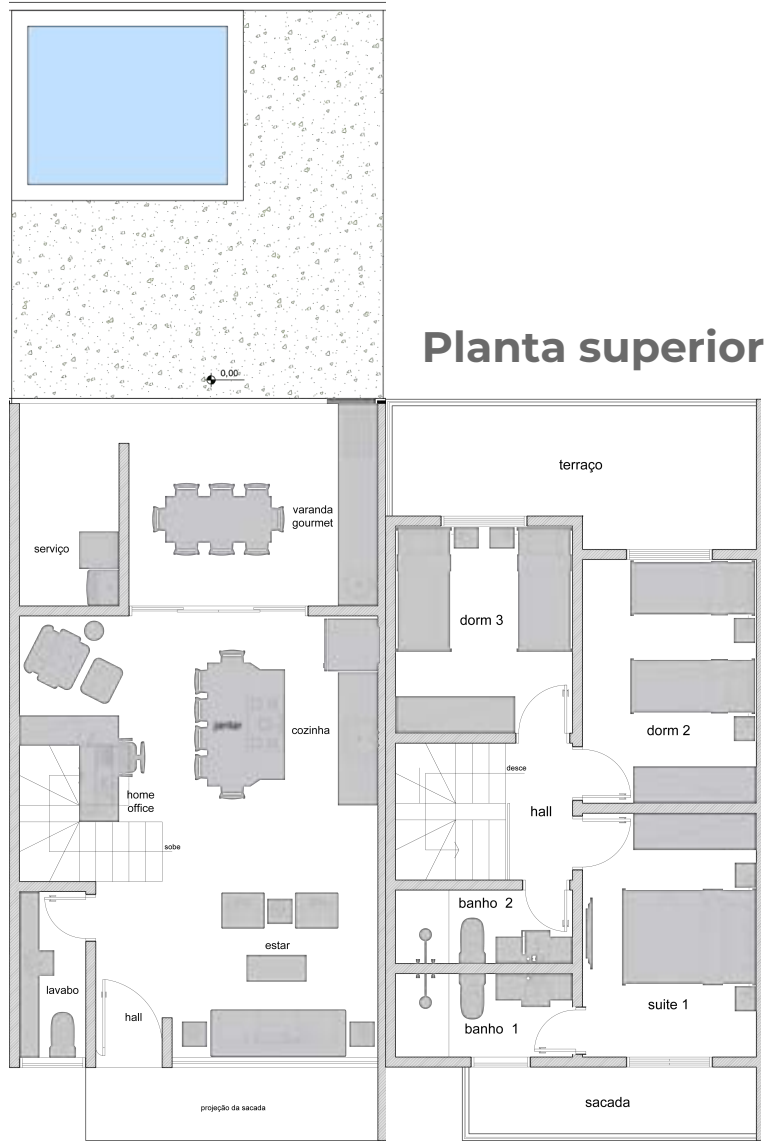 Planta superior
0,00
terraço
varanda
gourmet
serviço
dorm 3
jantar
cozinha
dorm 2
desce
home
office
hall
sobe
banho 2
estar
lavabo
suite 1
hall
banho 1
sacada
projeção da sacada